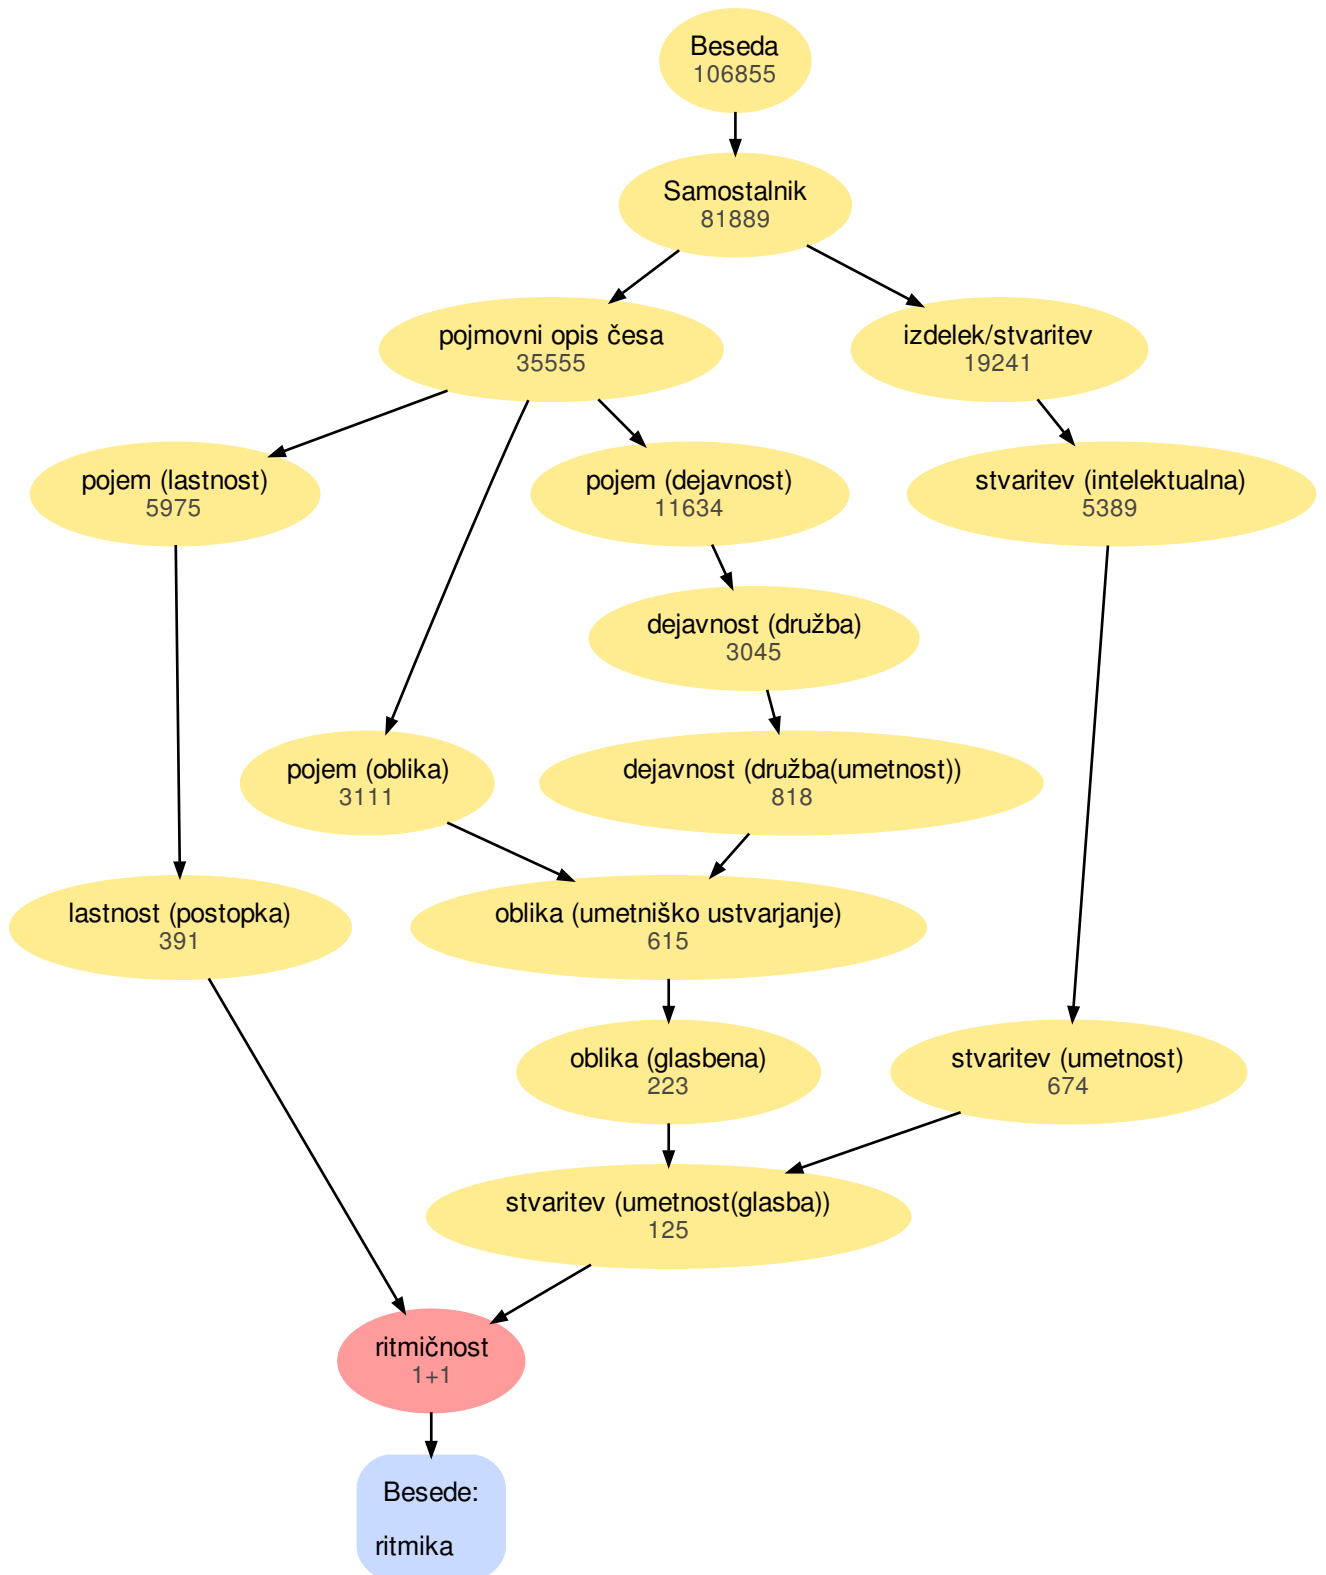 Beseda
106855
Samostalnik
81889
pojmovni opis česa
35555
izdelek/stvaritev
19241
pojem (lastnost)
5975
pojem (dejavnost)
11634
stvaritev (intelektualna)
5389
dejavnost (družba)
3045
pojem (oblika)
3111
dejavnost (družba(umetnost))
818
lastnost (postopka)
391
oblika (umetniško ustvarjanje)
615
oblika (glasbena)
223
stvaritev (umetnost)
674
stvaritev (umetnost(glasba))
125
ritmičnost
1+1
Besede:
ritmika